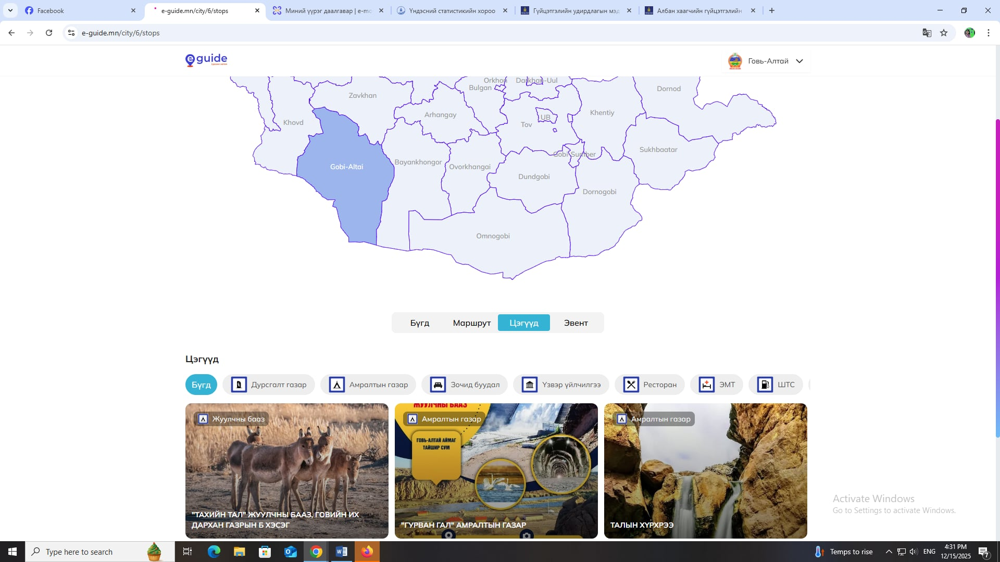 Facebook
e-guide.mn/city/6/stops
Миний үүрэг даалгавар | e-mo
Үндэсний статистикийн хороо
Гүйцэтгэлийн удирдлагын мэд
Албан хаагчийн гүйцэтгэлийн
e-guide.mn/city/6/stops
e guide
Говь-Алтай
Orkhon
Darkhan-Uul
Bulgan
Dornod
Zavkhan
Khentiy
Arhangay
UB
Khovd
Tov
Sukhbaatar
Gobi-Sumber
Bayankhongor
Gobi-Altai
Ovorkhangai
Dundgobi
Dornogobi
Omnogobi
Бүгд
Маршрут
Цэгүүд
Эвент
Цэгүүд
Бүгд
Дурсгалт газар
Амралтын газар
Зочид буудал
Үзвэр үйлчилгээ
Ресторан
ЭМТ
ШТС
Жуулчны бааз
"ТАХИЙН ТАЛ" ЖУУЛЧНЫ БААЗ, ГОВИЙН ИХ
ДАРХАН ГАЗРЫН Б ХЭСЭГ
ЖУУЛЧНЫ БААЗ
Амралтын газар
ГОВЬ-АЛТАЙ АЙМАГ
ТАЙШИР СУМ
"ГУРВАН ГАЛ" АМРАЛТЫН ГАЗАР
Амралтын газар
ТАЛЫН ХҮРХРЭЭ
Activate Windows
Go to Settings to activate Windows.
Type here to search
Temps to rise
ENG
4:31 PM
12/15/2025
7